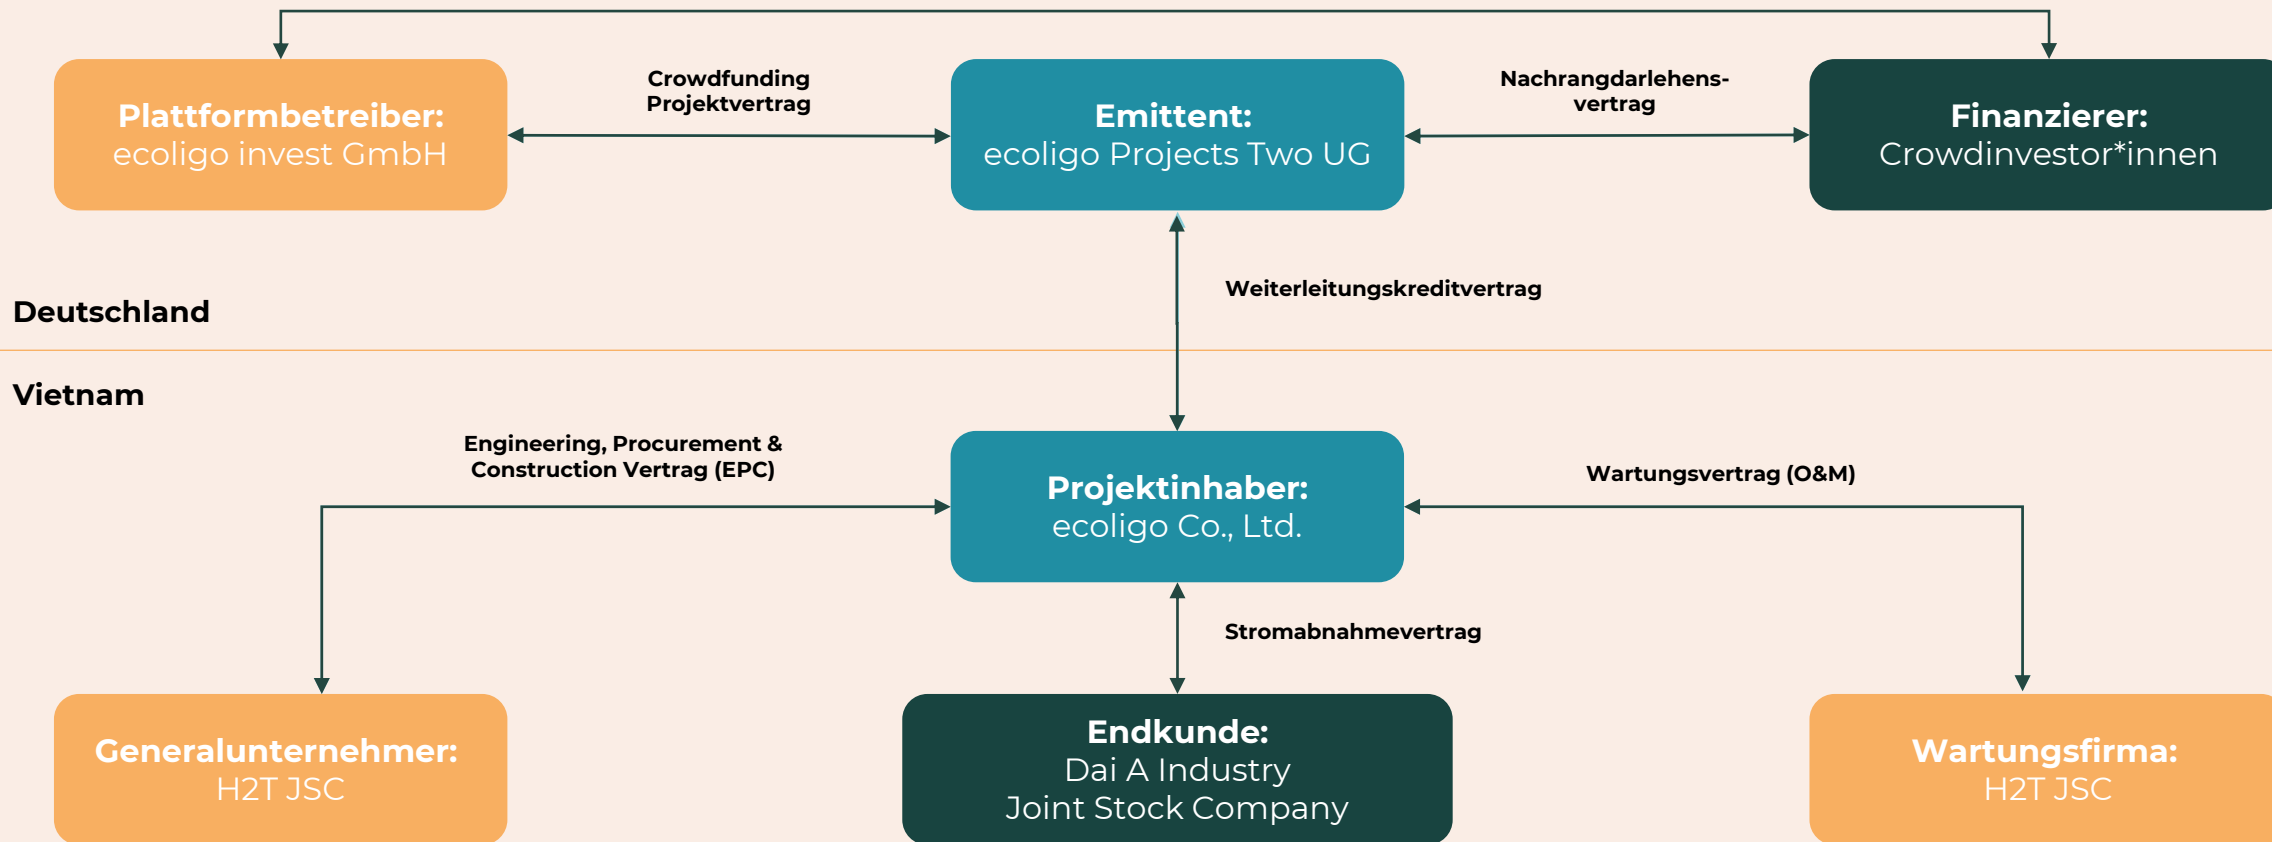 Crowdfunding
Projektvertrag
Nachrangdarlehens-
vertrag
Plattformbetreiber:
ecoligo invest GmbH
Emittent:
ecoligo Projects Two UG
Finanzierer:
Crowdinvestor*innen
Weiterleitungskreditvertrag
Deutschland
Vietnam
Engineering, Procurement &
Construction Vertrag (EPC)
Projektinhaber:
ecoligo Co., Ltd.
Wartungsvertrag (O&M)
Stromabnahmevertrag
Generalunternehmer:
H2T JSC
Endkunde:
Dai A Industry
Joint Stock Company
Wartungsfirma:
H2T JSC